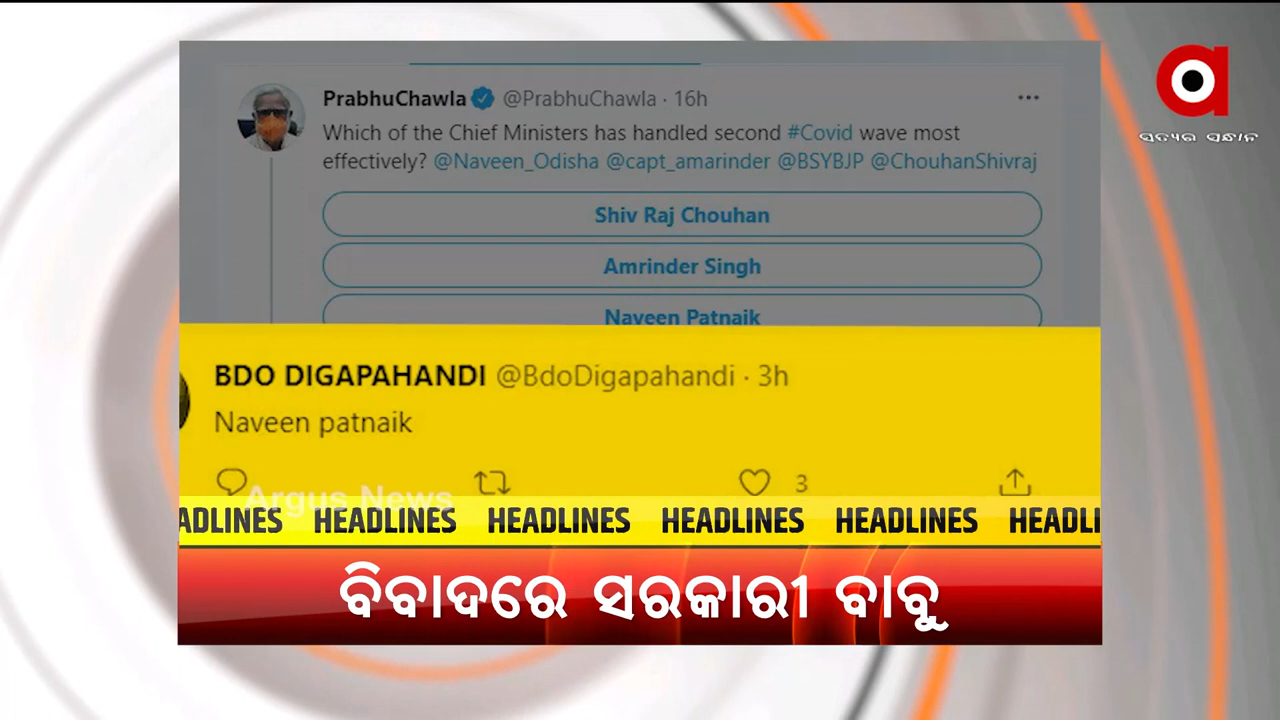 PrabhuChawla @PrabhuChawla · 16h
Which of the Chief Ministers has handled second #Covid wave most
effectively? @Naveen_Odisha @capt_amarinder @BSYBJP @ChouhanShivraj
Shiv Raj Chouhan
Amrinder Singh
Naveen Patnaik
ସତ୍ୟର ସନ୍ଧାନ
BDO DIGAPAHANDI @BdoDigapahandi · 3h
Naveen patnaik
3
Argus News
ADLINES HEADLINES HEADLINES HEADLINES HEADLINES HEADLI
ବିବାଦରେ ସରକାରୀ ବାବୁ